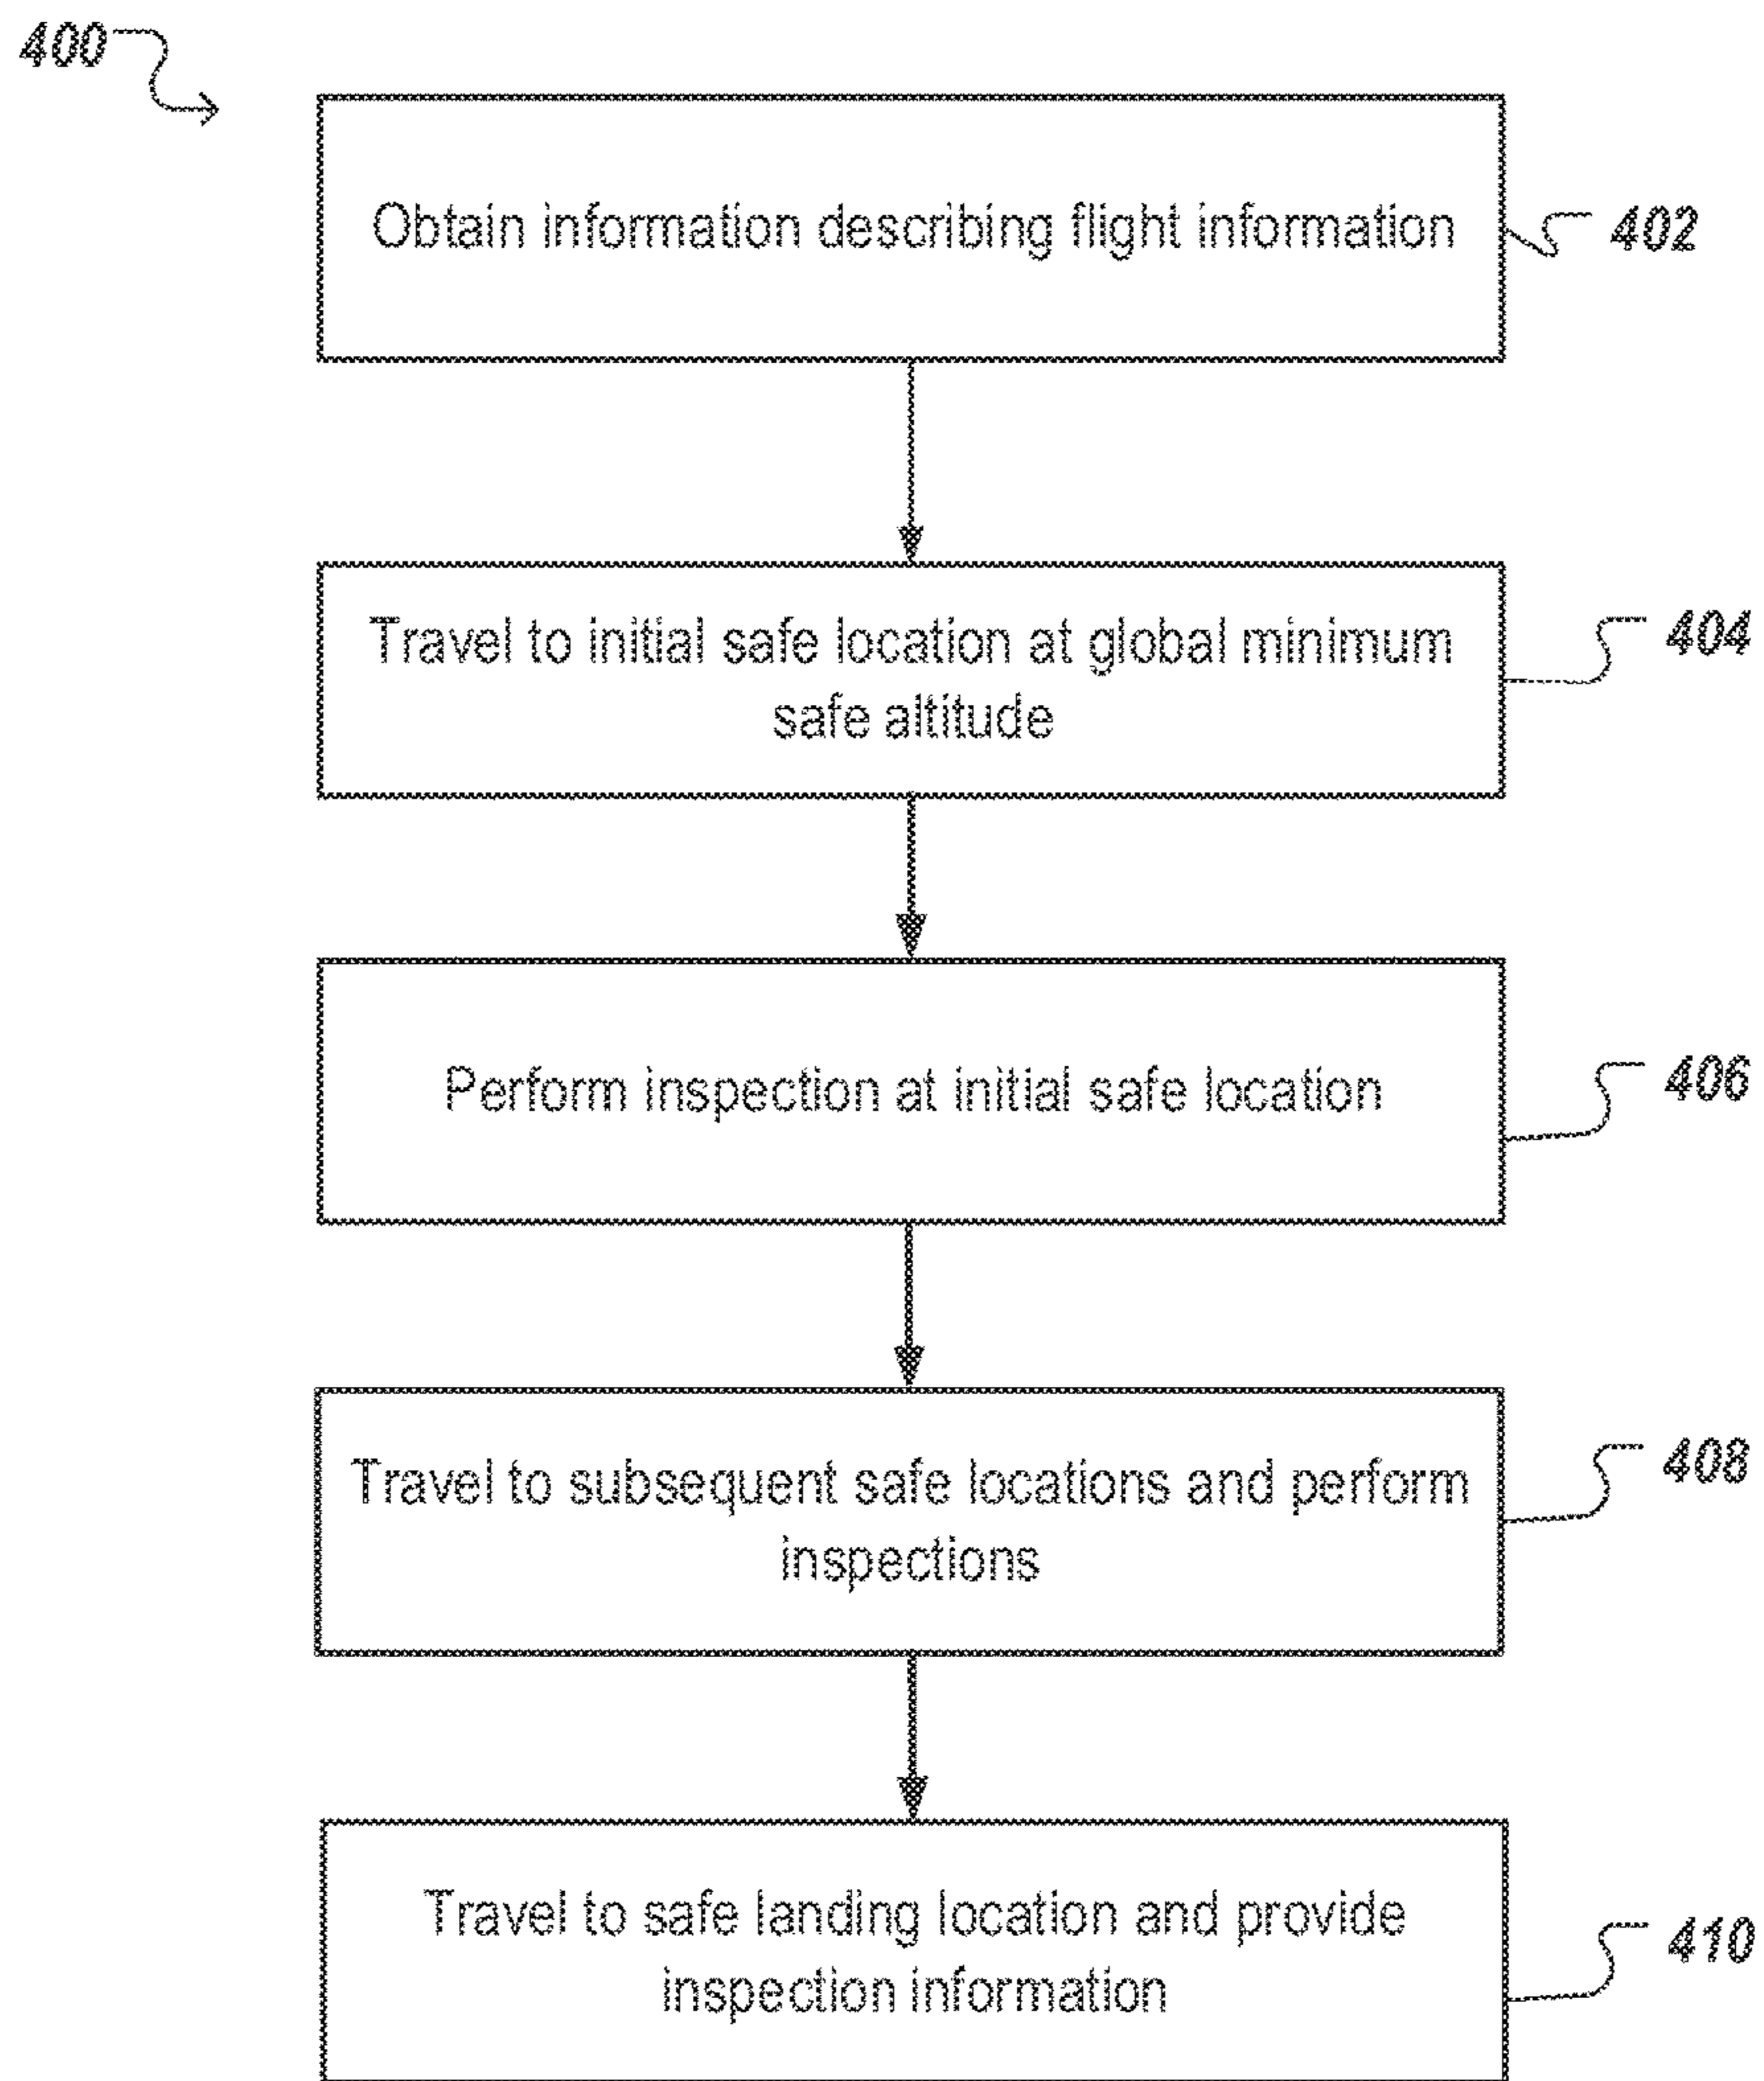 400
Obtain information describing flight information
402
Travel to initial safe location at global minimum
safe altitude
404
Perform inspection at initial safe location
406
Travel to subsequent safe locations and perform
inspections
408
Travel to safe landing location and provide
inspection information
410